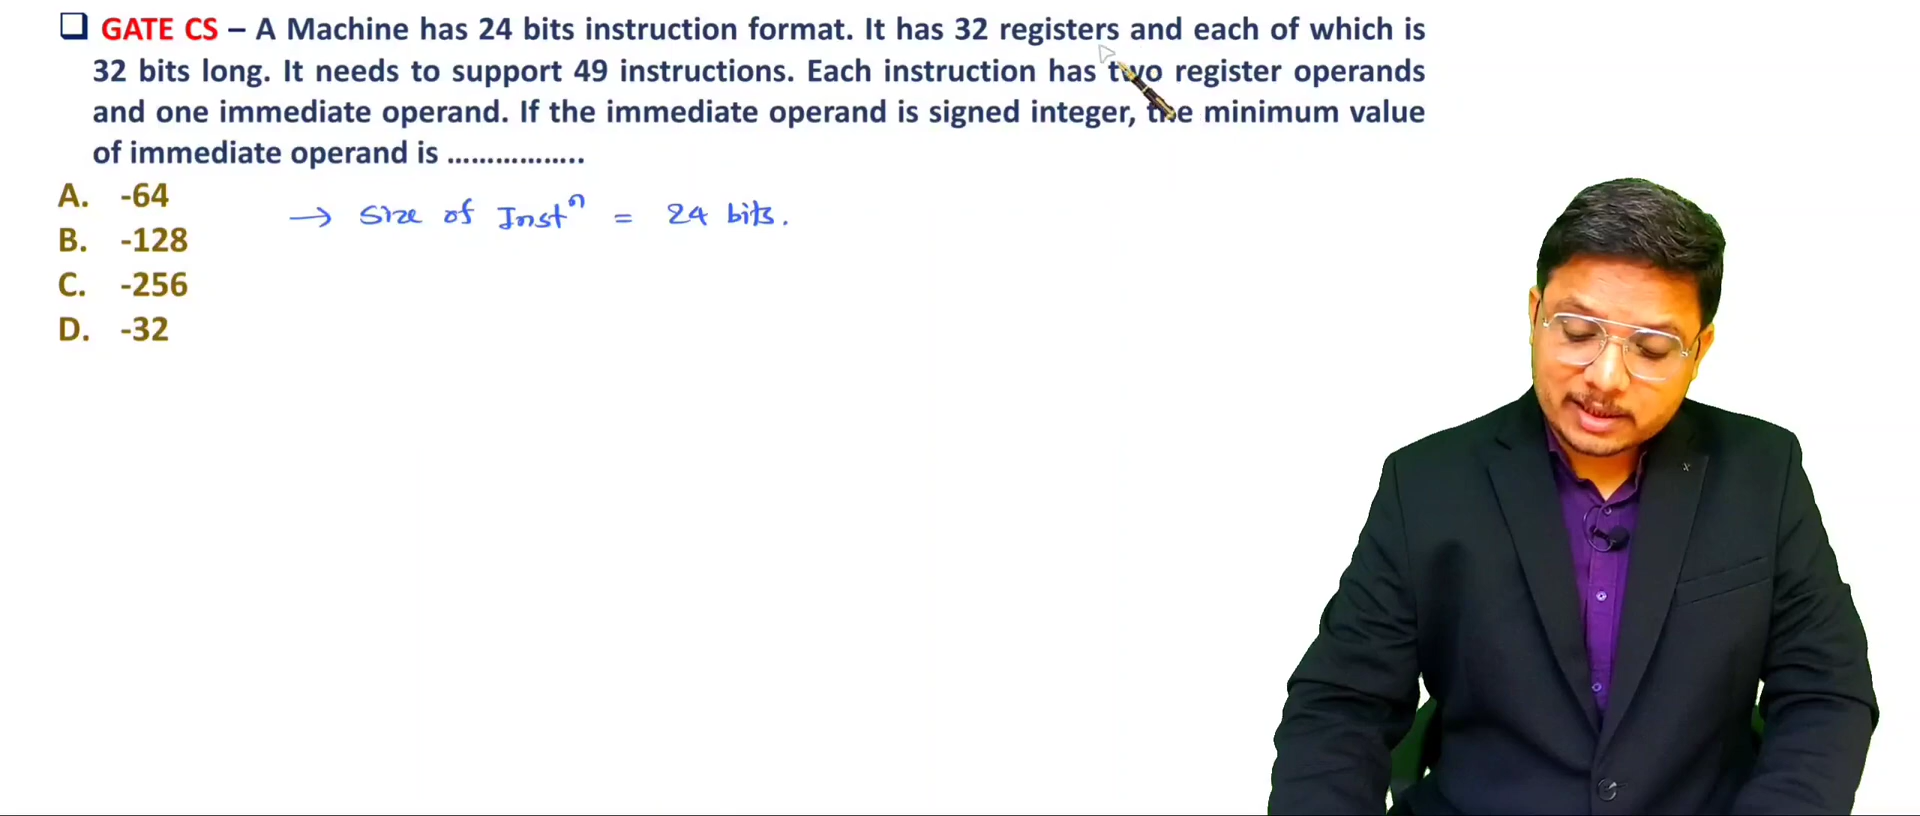 ❑ GATE CS – A Machine has 24 bits instruction format. It has 32 registers and each of which is
32 bits long. It needs to support 49 instructions. Each instruction has two register operands
and one immediate operand. If the immediate operand is signed integer, the minimum value
of immediate operand is ……………..
A. -64
B. -128
C. -256
D. -32
→ Size of Instⁿ = 24 bits.